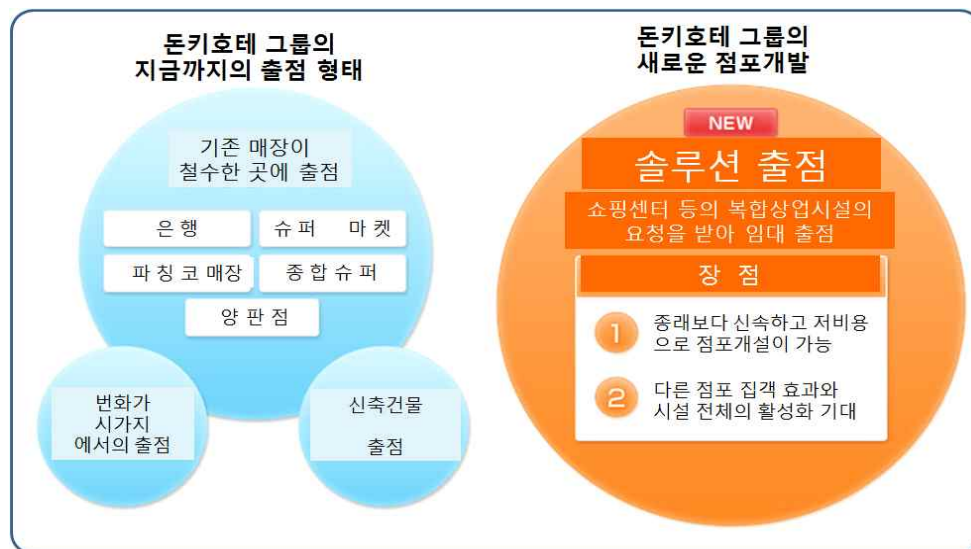 돈키호테 그룹의
지금까지의 출점 형태
기존 매장이
철수한 곳에 출점
은행
슈퍼 마켓
파칭코매장
종합슈퍼
양판점
번화가
시가지
에서의 출점
신축건물
출점
돈키호테 그룹의
새로운 점포개발
NEW
솔루션 출점
쇼핑센터 등의 복합상업시설의
요청을 받아 임대 출점
장 점
1
종래보다 신속하고 저비용
으로 점포개설이 가능
2
다른 점포 집객 효과와
시설 전체의 활성화 기대